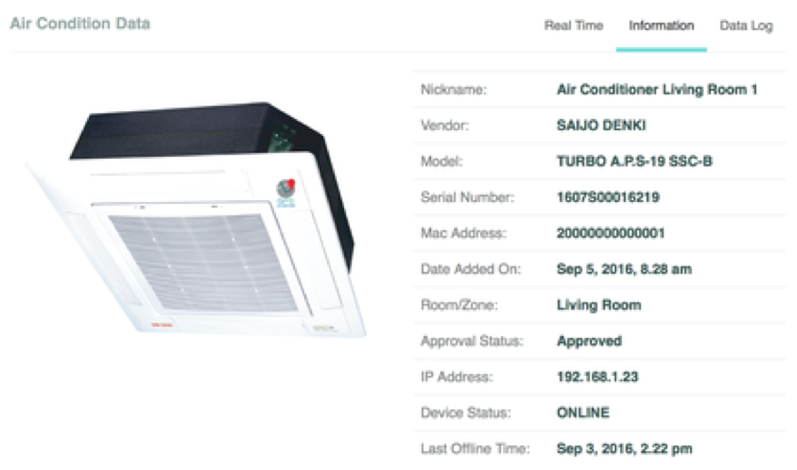 Air Condition Data
Real Time Information Data Log
Nickname: Air Conditioner Living Room 1
Vendor: SAIJO DENKI
Model: TURBO A.P.S-19 SSC-B
Serial Number: 1607S00016219
Mac Address: 20000000000001
Date Added On: Sep 5, 2016, 8.28 am
Room/Zone: Living Room
Approval Status: Approved
IP Address: 192.168.1.23
Device Status: ONLINE
Last Offline Time: Sep 3, 2016, 2.22 pm